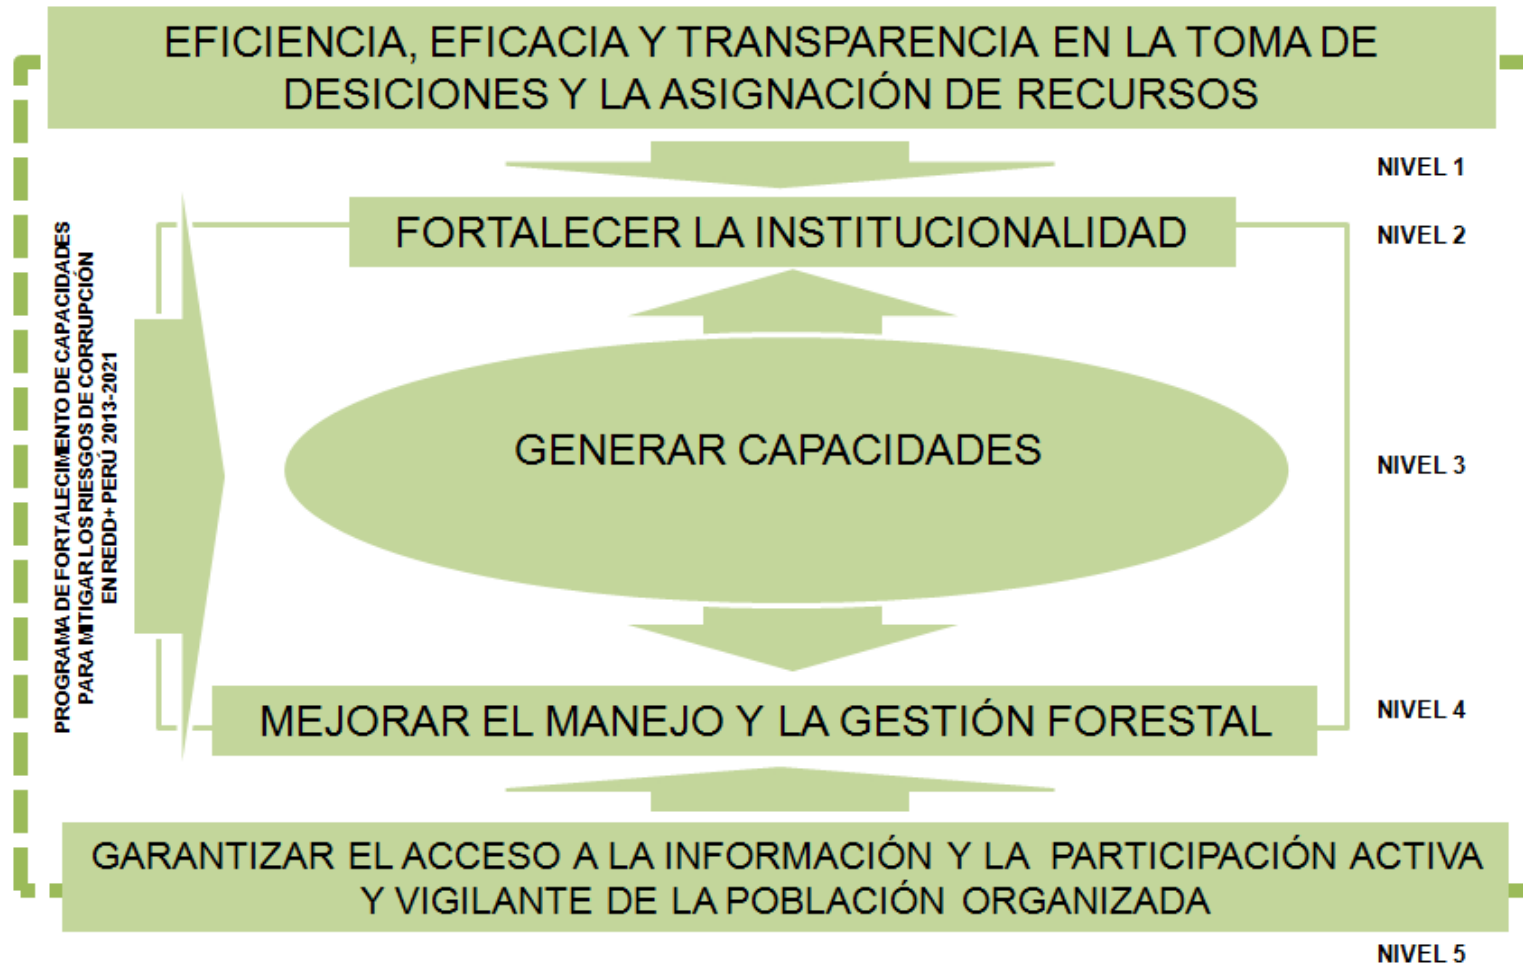 EFICIENCIA, EFICACIA Y TRANSPARENCIA EN LA TOMA DE
DESICIONES Y LA ASIGNACIÓN DE RECURSOS
NIVEL 1
FORTALECER LA INSTITUCIONALIDAD
NIVEL 2
PROGRAMA DE FORTALECIMIENTO DE CAPACIDADES
PARA MITIGAR LOS RIESGOS DE CORRUPCIÓN
EN REDD+ PERÚ 2013-2021
GENERAR CAPACIDADES
NIVEL 3
MEJORAR EL MANEJO Y LA GESTIÓN FORESTAL
NIVEL 4
GARANTIZAR EL ACCESO A LA INFORMACIÓN Y LA PARTICIPACIÓN ACTIVA
Y VIGILANTE DE LA POBLACIÓN ORGANIZADA
NIVEL 5